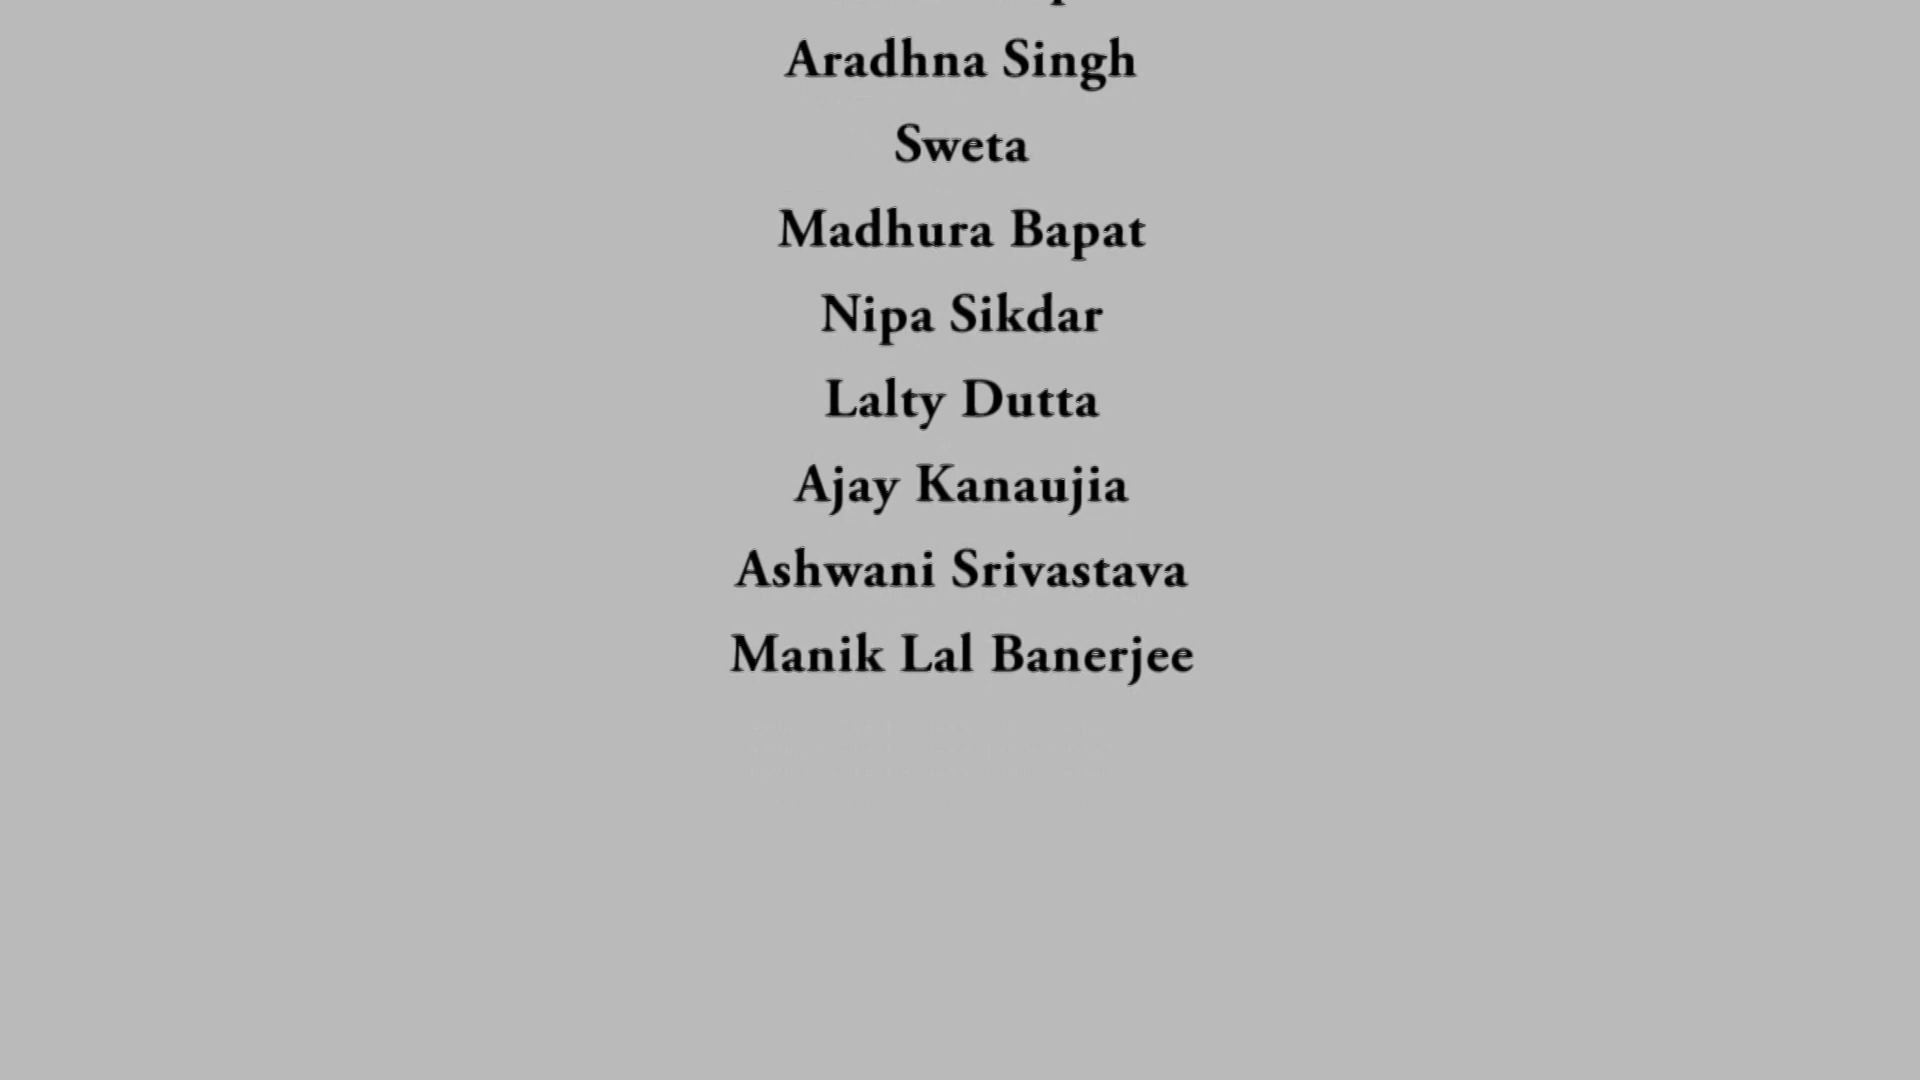 Aradhna Singh
Sweta
Madhura Bapat
Nipa Sikdar
Lalty Dutta
Ajay Kanaujia
Ashwani Srivastava
Manik Lal Banerjee